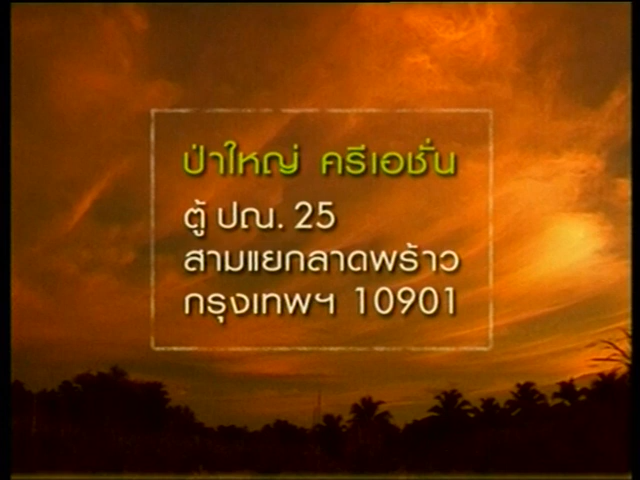 ป่าใหญ่ ครีเอชั่น
ตู้ ปณ. 25
สามแยกลาดพร้าว
กรุงเทพฯ 10901